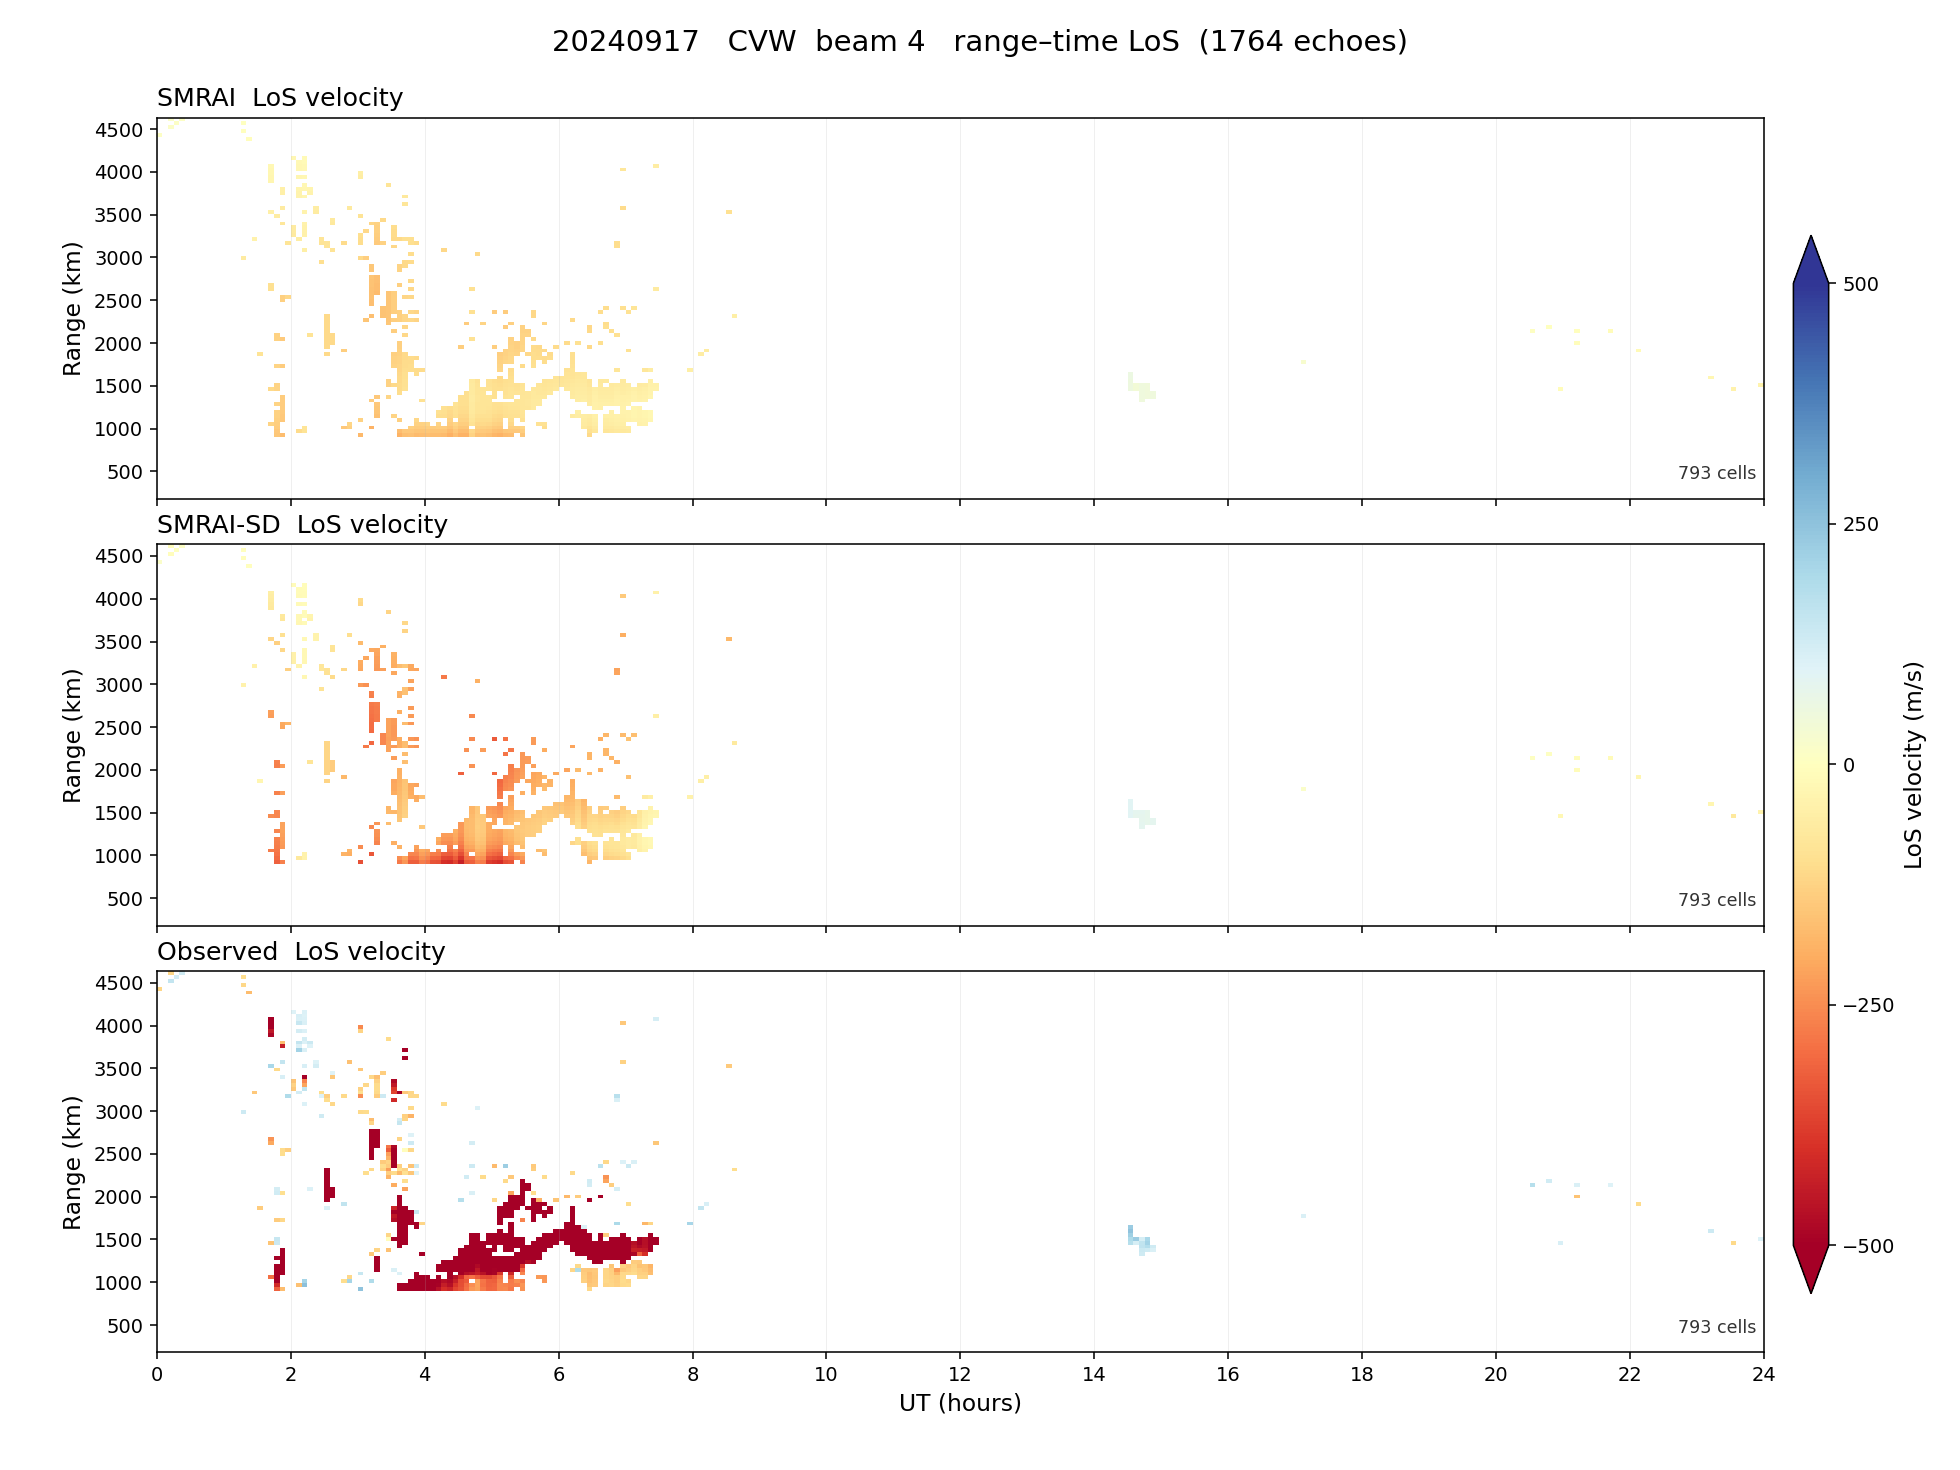 20240917   CVW  beam 4   range–time LoS  (1764 echoes)
SMRAI  LoS velocity
4500
4000
3500
3000
2500
2000
1500
1000
500
Range (km)
793 cells
SMRAI-SD  LoS velocity
4500
4000
3500
3000
2500
2000
1500
1000
500
Range (km)
793 cells
Observed  LoS velocity
4500
4000
3500
3000
2500
2000
1500
1000
500
Range (km)
793 cells
0 2 4 6 8 10 12 14 16 18 20 22 24
UT (hours)
500
250
0
−250
−500
LoS velocity (m/s)